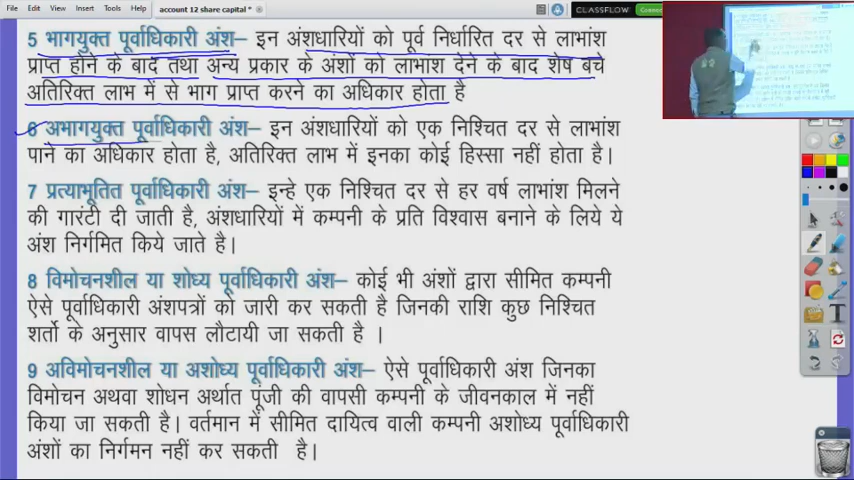 File Edit View Insert Tools Help
account 12 share capital *
CLASSFLOW
5 भागयुक्त पूर्वाधिकारी अंश– इन अंशधारियों को पूर्व निर्धारित दर से लाभांश
प्राप्त होने के बाद तथा अन्य प्रकार के अंशों को लाभाश देने के बाद शेष बचे
अतिरिक्त लाभ में से भाग प्राप्त करने का अधिकार होता है
6 अभागयुक्त पूर्वाधिकारी अंश– इन अंशधारियों को एक निश्चित दर से लाभांश
पाने का अधिकार होता है, अतिरिक्त लाभ में इनका कोई हिस्सा नहीं होता है।
7 प्रत्याभूतित पूर्वाधिकारी अंश– इन्हे एक निश्चित दर से हर वर्ष लाभांश मिलने
की गारंटी दी जाती है, अंशधारियों में कम्पनी के प्रति विश्वास बनाने के लिये ये
अंश निर्गमित किये जाते है।
8 विमोचनशील या शोध्य पूर्वाधिकारी अंश– कोई भी अंशों द्वारा सीमित कम्पनी
ऐसे पूर्वाधिकारी अंशपत्रों को जारी कर सकती है जिनकी राशि कुछ निश्चित
शर्तो के अनुसार वापस लौटायी जा सकती है ।
9 अविमोचनशील या अशोध्य पूर्वाधिकारी अंश– ऐसे पूर्वाधिकारी अंश जिनका
विमोचन अथवा शोधन अर्थात पूंजी की वापसी कम्पनी के जीवनकाल में नहीं
किया जा सकती है। वर्तमान में सीमित दायित्व वाली कम्पनी अशोध्य पूर्वाधिकारी
अंशों का निर्गमन नहीं कर सकती है।